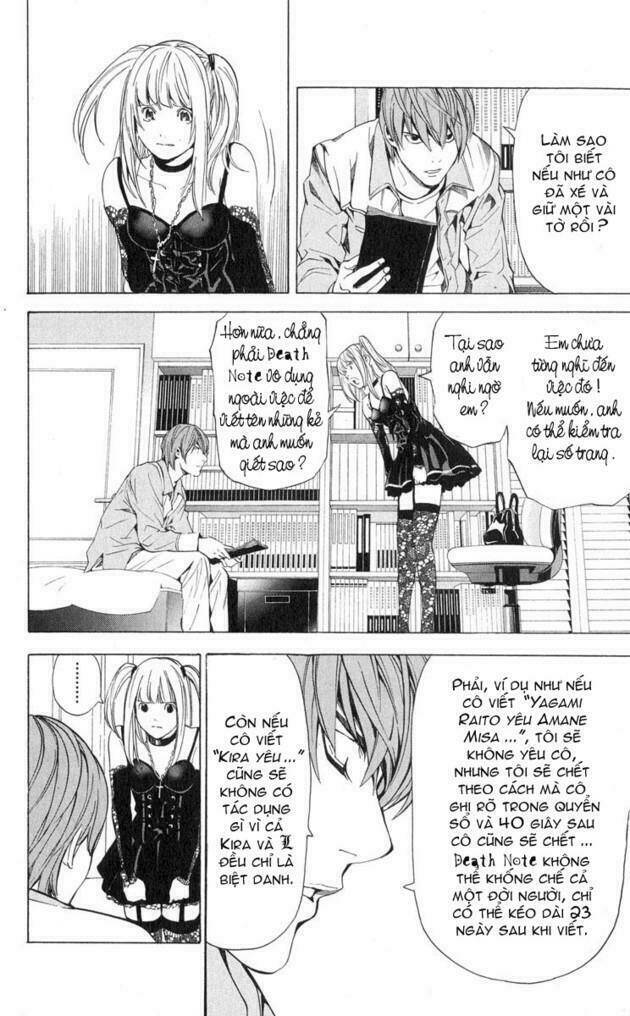 LÀM SAO
TÔI BIẾT
NẾU NHƯ CÔ
ĐÃ XÉ VÀ
GIỮ MỘT VÀI
TỜ RỒI?
Em chưa
từng nghĩ đến
việc đó!
Nếu muốn, anh
có thể kiểm tra
lại số trang.
Tại sao
anh vẫn
nghi ngờ
em?
Hơn nữa, chẳng
phải Death
Note vô dụng
ngoài việc để
viết tên những kẻ
mà anh muốn
giết sao?
PHẢI, VÍ DỤ NHƯ NẾU
CÔ VIẾT “YAGAMI
RAITO YÊU AMANE
MISA ...”, TÔI SẼ
KHÔNG YÊU CÔ,
NHƯNG TÔI SẼ CHẾT
THEO CÁCH MÀ CÔ
GHI RÕ TRONG QUYỂN
SỔ VÀ 40 GIÂY SAU
CÔ CŨNG SẼ CHẾT ...
Death Note KHÔNG
THỂ KHỐNG CHẾ CẢ
MỘT ĐỜI NGƯỜI, CHỈ
CÓ THỂ KÉO DÀI 23
NGÀY SAU KHI VIẾT.
CÒN NẾU
CÔ VIẾT
“KIRA YÊU ...”
CŨNG SẼ
KHÔNG CÓ
TÁC DỤNG
GÌ VÌ CẢ
KIRA VÀ L
ĐỀU CHỈ LÀ
BIỆT DANH.
........